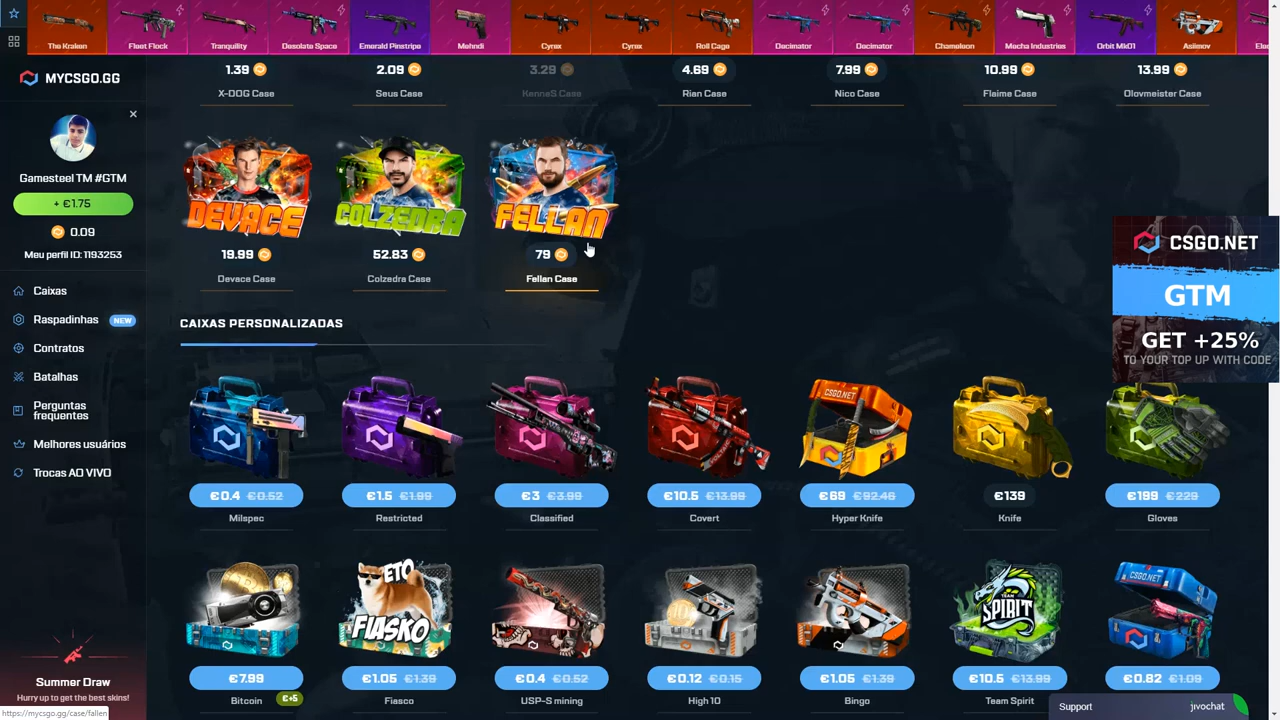 The Kraken
Fleet Flock
Tranquility
Desolate Space
Emerald Pinstripe
Mehndi
Cyrex
Cyrex
Roll Cage
Decimator
Decimator
Chameleon
Mecha Industries
Orbit Mk01
Asiimov
MYCSGO.GG
Gamesteel TM #GTM
+ €1.75
0.09
Meu perfil ID: 1193253
Caixas
Raspadinhas NEW
Contratos
Batalhas
Perguntas
frequentes
Melhores usuários
Trocas AO VIVO
Summer Draw
Hurry up to get the best skins!
https://mycsgo.gg/case/fallen
1.39 2.09 3.29 4.69 7.99 10.99 13.99
X-DOG Case Seus Case KenneS Case Rian Case Nico Case Flaime Case Olovmeister Case
DEVACE COLZEDRA FELLAN
19.99 52.83 79
Devace Case Colzedra Case Fellan Case
CSGO.NET
GTM
GET +25%
TO YOUR TOP UP WITH CODE
CAIXAS PERSONALIZADAS
CSGO.NET
€0.4 €0.52 €1.5 €1.99 €3 €3.99 €10.5 €13.99 €69 €92.46 €139 €199 €229
Milspec Restricted Classified Covert Hyper Knife Knife Gloves
ETO
FIASKO
TEAM
SPIRIT
CSGO.NET
€7.99 €1.05 €1.39 €0.4 €0.52 €0.12 €0.15 €1.05 €1.39 €10.5 €13.99 €0.82 €1.09
Bitcoin €+5 Fiasco USP-S mining High 10 Bingo Team Spirit
Support jivochat